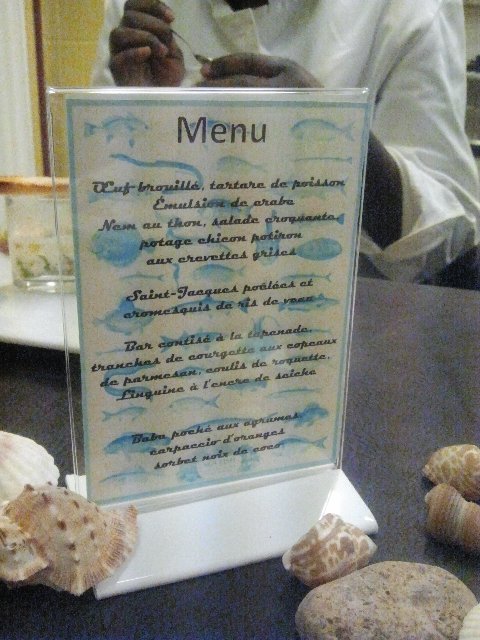 Menu
Œuf brouillé, tartare de poisson
Émulsion de crabe
Nem au thon, salade croquante,
potage chicon potiron
aux crevettes grises
Saint-Jacques poêlées et
cromesquis de ris de veau
Bar contisé à la tapenade,
tranches de courgette aux copeaux
de parmesan, coulis de roquette,
Linguine à l'encre de seiche
Baba poché aux agrumes
carpaccio d'oranges
sorbet noix de coco